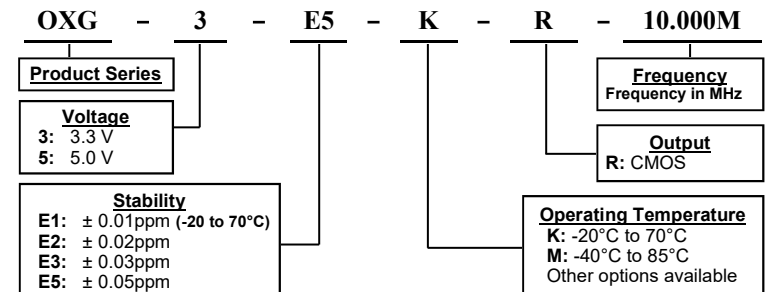 OXG – 3 – E5 – K – R – 10.000M
Product Series
Voltage
3: 3.3 V
5: 5.0 V
Stability
E1: ± 0.01ppm (-20 to 70°C)
E2: ± 0.02ppm
E3: ± 0.03ppm
E5: ± 0.05ppm
Frequency
Frequency in MHz
Output
R: CMOS
Operating Temperature
K: -20°C to 70°C
M: -40°C to 85°C
Other options available